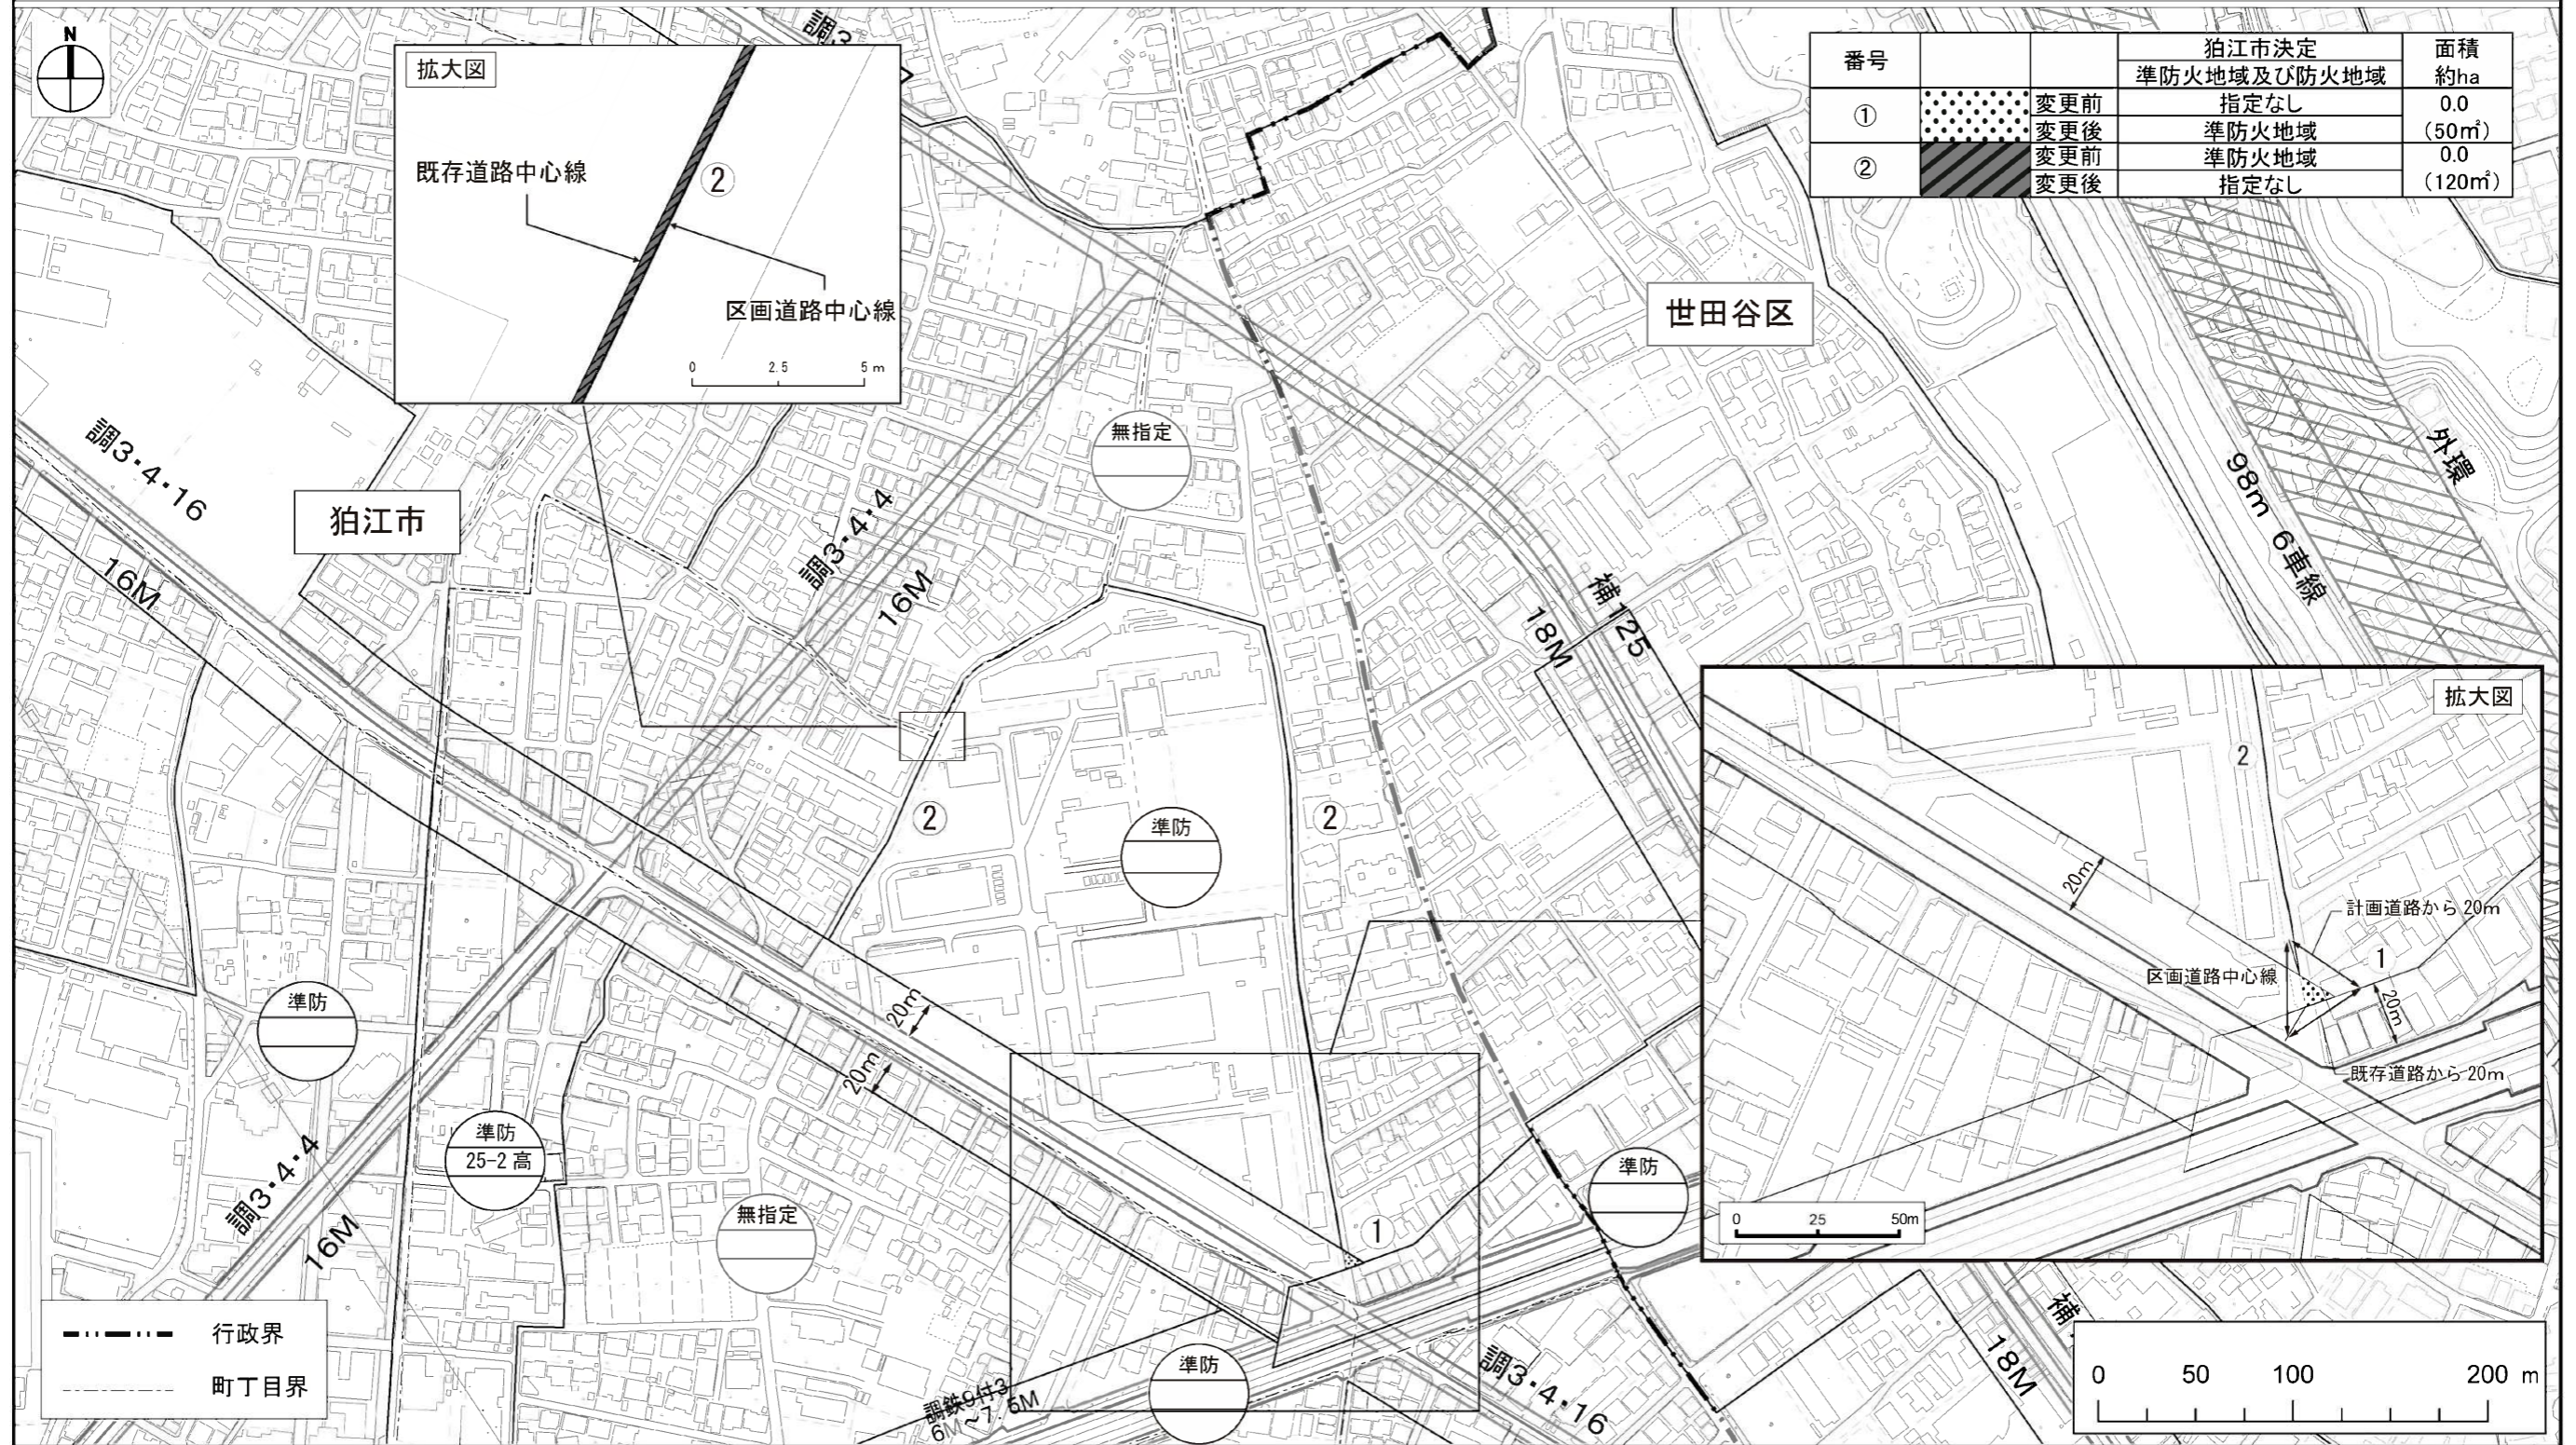 N
調3
拡大図
既存道路中心線
②
区画道路中心線
0 2.5 5 m
番号 狛江市決定 面積
準防火地域及び防火地域 約ha
① 変更前 指定なし 0.0
変更後 準防火地域 (50㎡)
② 変更前 準防火地域 0.0
変更後 指定なし (120㎡)
世田谷区
外環
98m 6車線
調3・4・16
16M
狛江市
無指定
調3・4・4
16M
補125
18M
②
②
準防
20m
20m
準防
準防
25-2 高
無指定
調3・4・4
16M
①
準防
準防
調鉄9付3
6M~7.5M
調3・4・16
補
18M
拡大図
2
20m
計画道路から 20m
①
区画道路中心線
20m
既存道路から 20m
0 25 50m
行政界
町丁目界
0 50 100 200 m